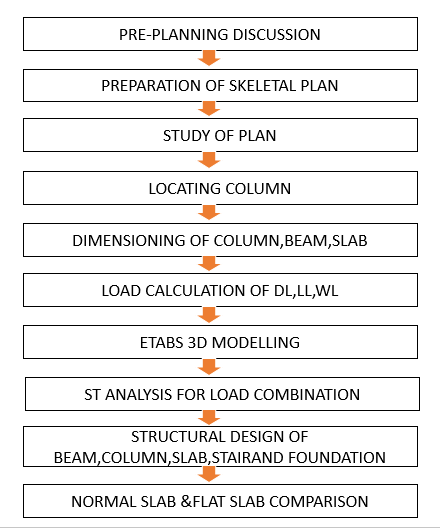 PRE-PLANNING DISCUSSION
PREPARATION OF SKELETAL PLAN
STUDY OF PLAN
LOCATING COLUMN
DIMENSIONING OF COLUMN,BEAM,SLAB
LOAD CALCULATION OF DL,LL,WL
ETABS 3D MODELLING
ST ANALYSIS FOR LOAD COMBINATION
STRUCTURAL DESIGN OF
BEAM,COLUMN,SLAB,STAIRAND FOUNDATION
NORMAL SLAB &FLAT SLAB COMPARISON